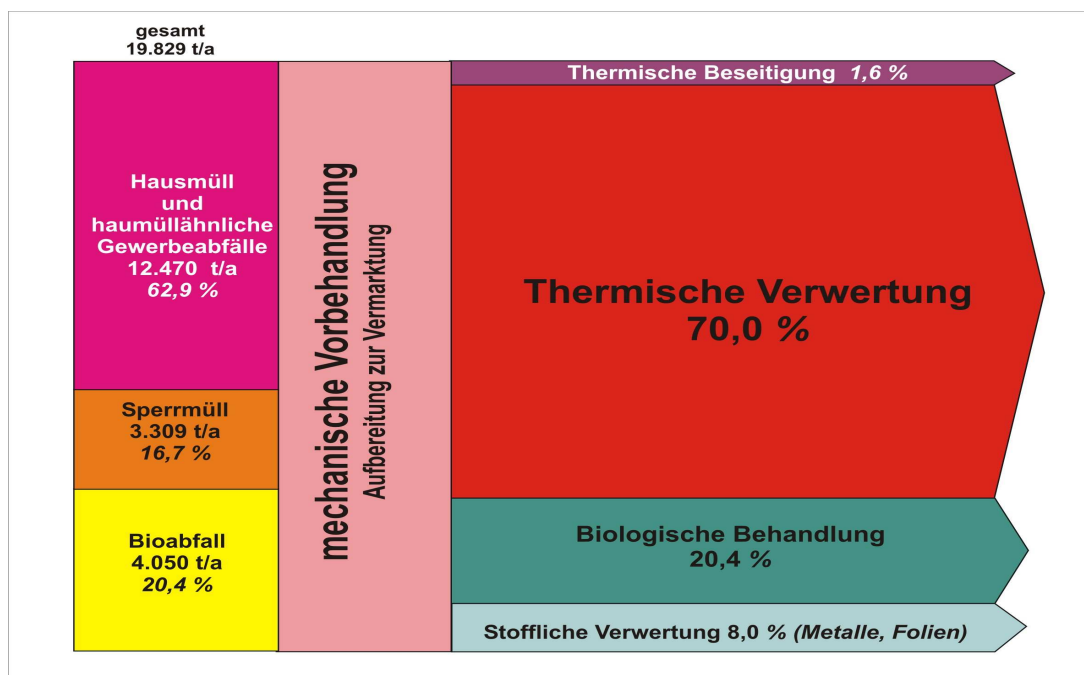 gesamt
19.829 t/a
Hausmüll
und
haumüllähnliche
Gewerbeabfälle
12.470 t/a
62,9 %
Sperrmüll
3.309 t/a
16,7 %
Bioabfall
4.050 t/a
20,4 %
mechanische Vorbehandlung
Aufbereitung zur Vermarktung
Thermische Beseitigung 1,6 %
Thermische Verwertung
70,0 %
Biologische Behandlung
20,4 %
Stoffliche Verwertung 8,0 % (Metalle, Folien)